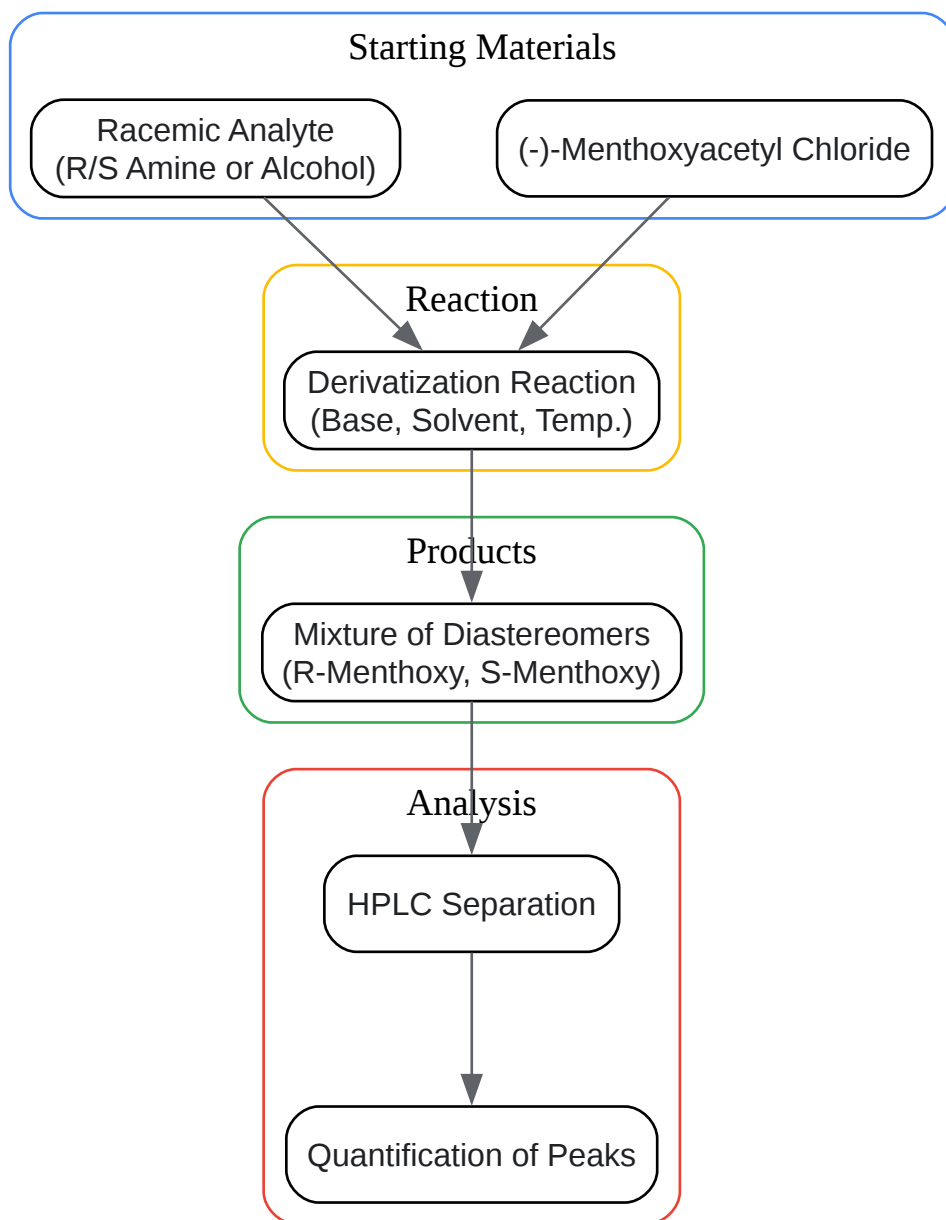 Starting Materials
Racemic Analyte
(R/S Amine or Alcohol)
(-)-Menthoxyacetyl Chloride
Reaction
Derivatization Reaction
(Base, Solvent, Temp.)
Products
Mixture of Diastereomers
(R-Menthoxy, S-Menthoxy)
Analysis
HPLC Separation
Quantification of Peaks